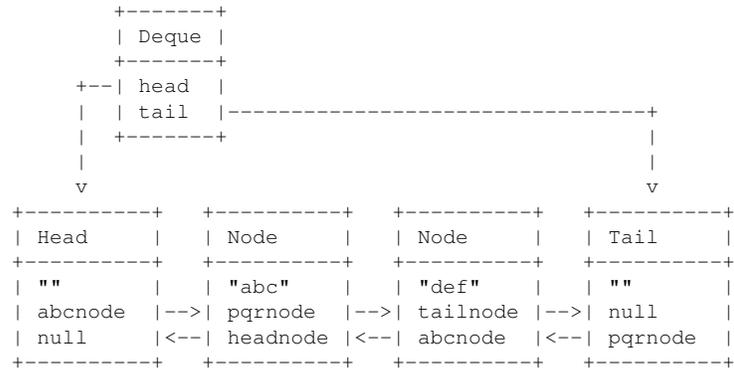 Deque
head
tail
Head Node Node Tail
"" "abc" "def" ""
abcnode pqrnode tailnode null
null headnode abcnode pqrnode